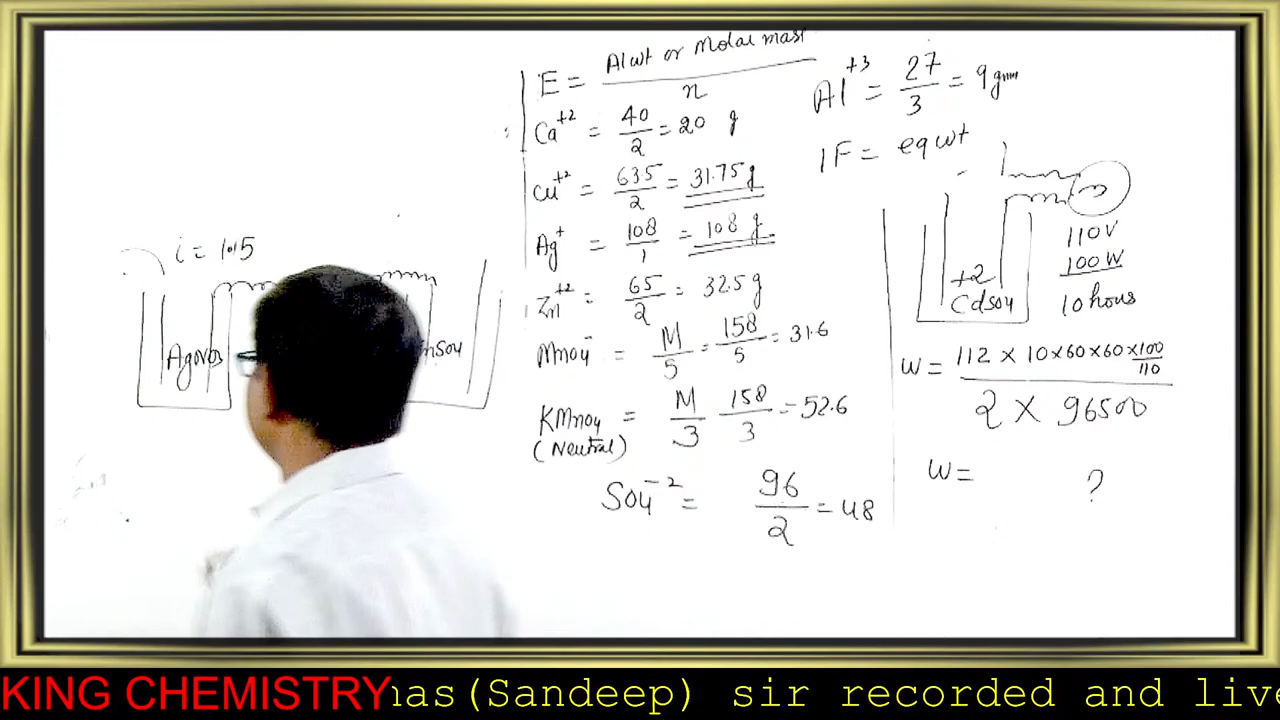 i = 1.5
AgNO3
nSO4
E = At wt or Molar mass / n
Ca+2 = 40/2 = 20 g
Cu+2 = 63.5/2 = 31.75 g
Ag+ = 108/1 = 108 g
Zn+2 = 65/2 = 32.5 g
MnO4- = M/5 = 158/5 = 31.6
KMnO4 = M/3 158/3 = 52.6
(Neutral)
SO4-2 = 96/2 = 48
Al+3 = 27/3 = 9 gm
1F = eq wt
110V
100W
10 hours
+2
CdSO4
W = 112 x 10 x 60 x 60 x 100/110 / 2 x 96500
W = ?
KING CHEMISTRY
has(Sandeep) sir recorded and live